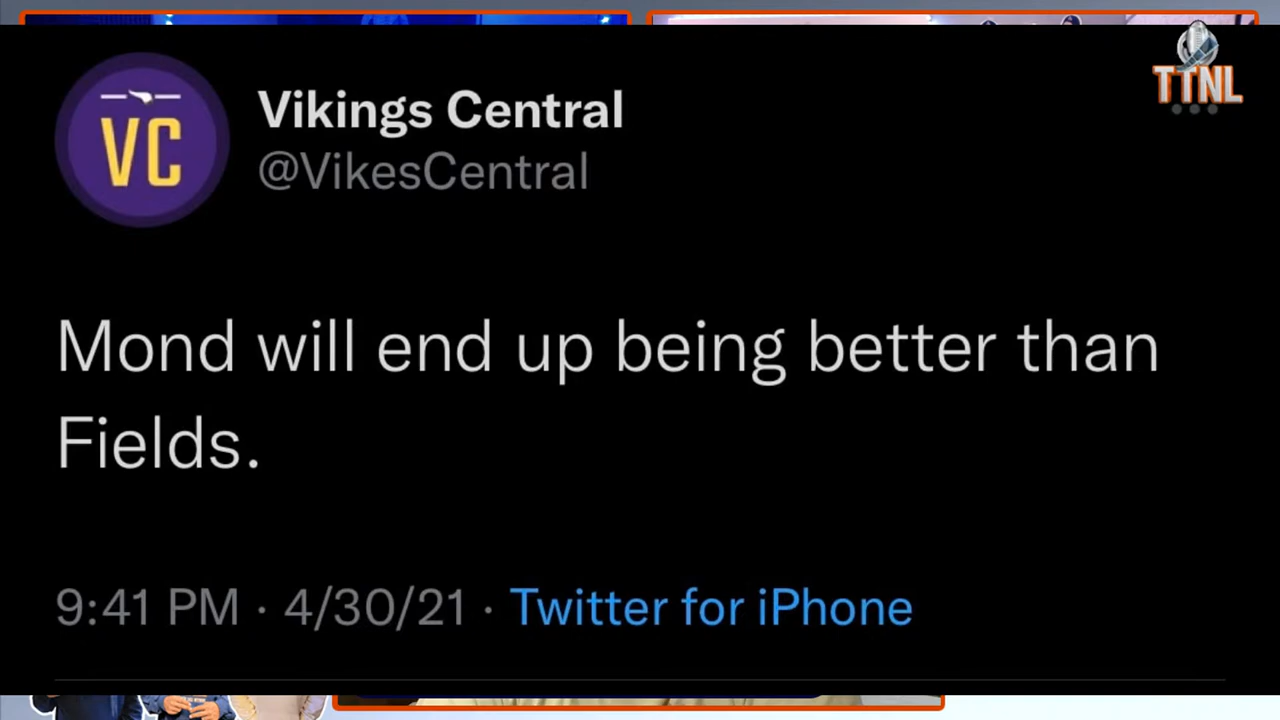 TTNL
VC
Vikings Central
@VikesCentral
Mond will end up being better than
Fields.
9:41 PM · 4/30/21 · Twitter for iPhone